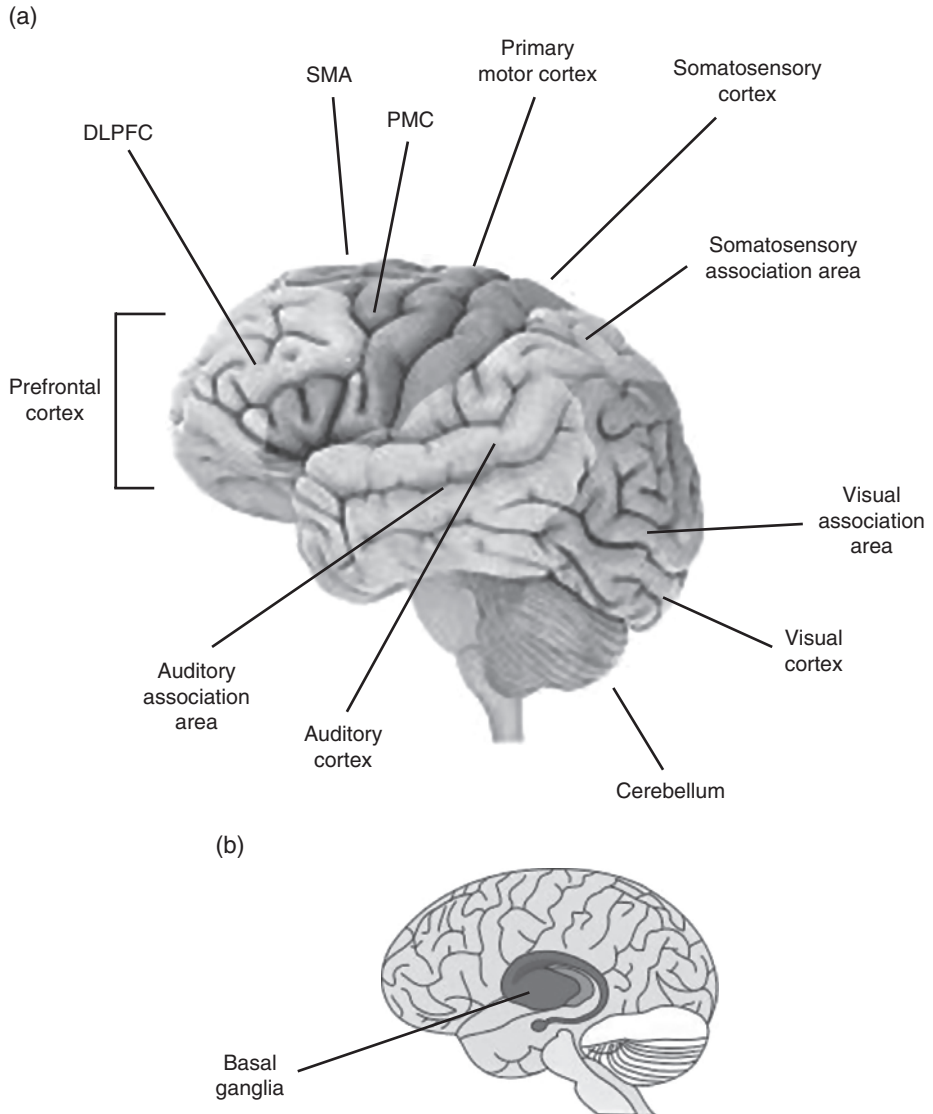 (a)
SMA
Primary
motor cortex
Somatosensory
cortex
DLPFC
PMC
Somatosensory
association area
Prefrontal
cortex
Visual
association
area
Visual
cortex
Auditory
association
area
Auditory
cortex
Cerebellum
(b)
Basal
ganglia